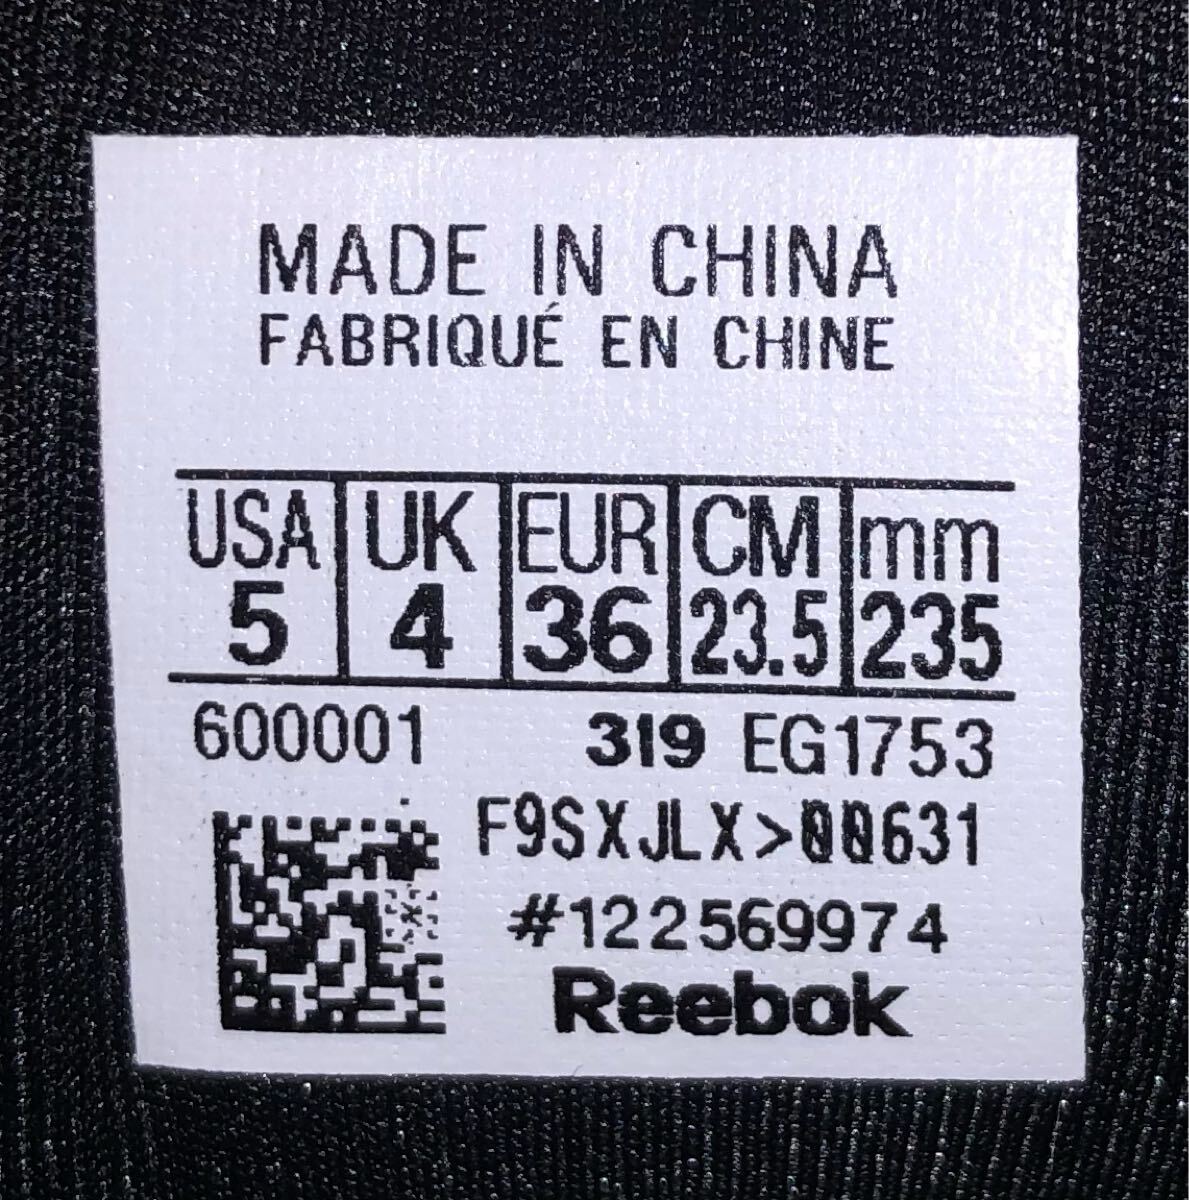 MADE IN CHINA
FABRIQUÉ EN CHINE
USA UK EUR CM mm
5 4 36 23.5 235
600001 319 EG1753
F9SXJLX>00631
#122569974
Reebok